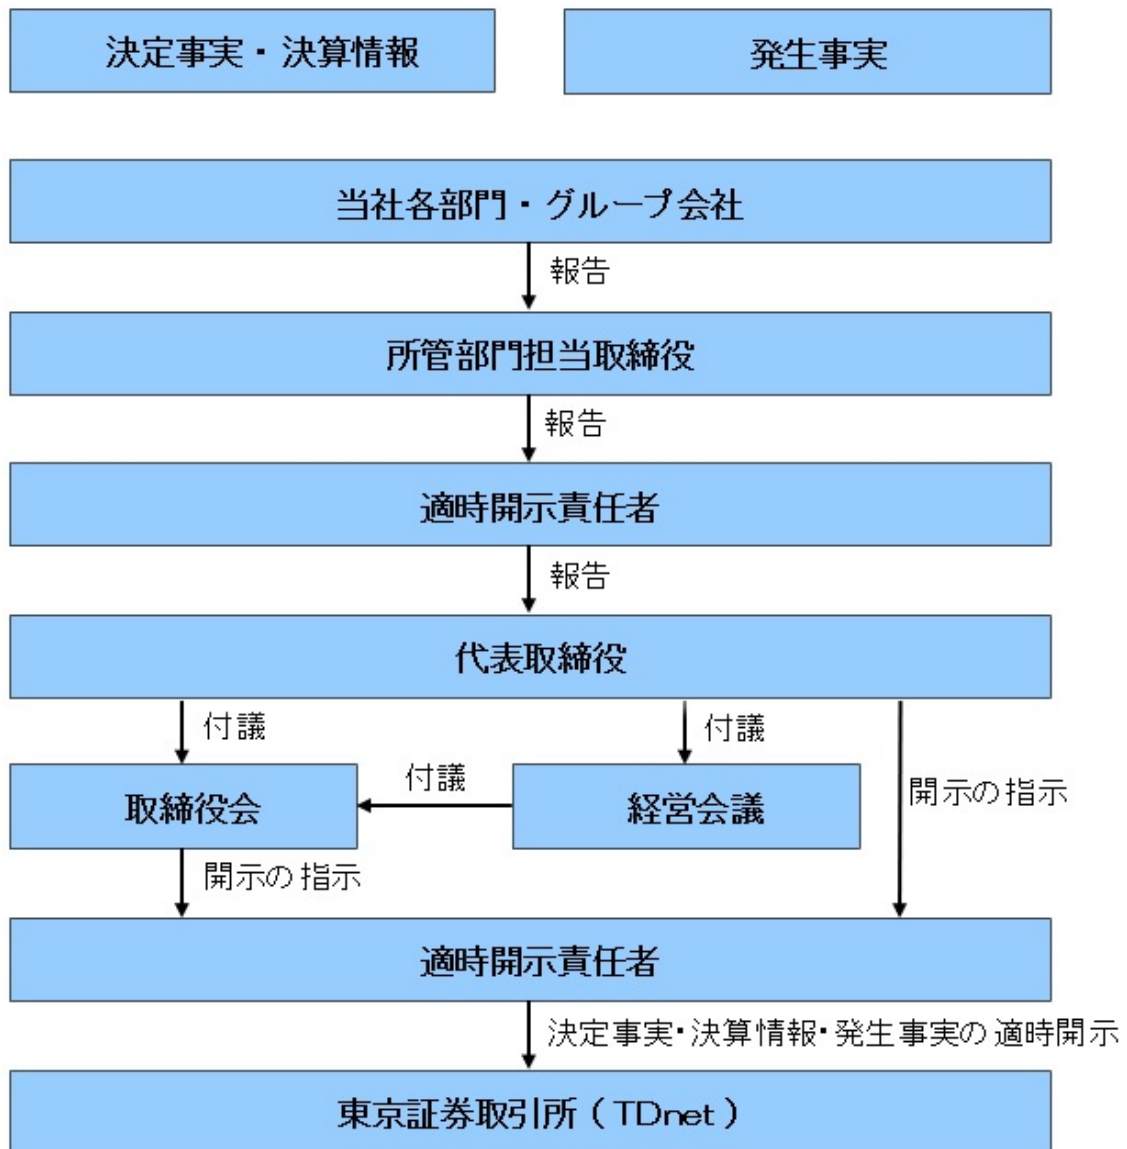 決定事実・決算情報
発生事実
当社各部門・グループ会社
報告
所管部門担当取締役
報告
適時開示責任者
報告
代表取締役
付議
付議
付議
取締役会
経営会議
開示の指示
開示の指示
適時開示責任者
決定事実・決算情報・発生事実の適時開示
東京証券取引所(TDnet)